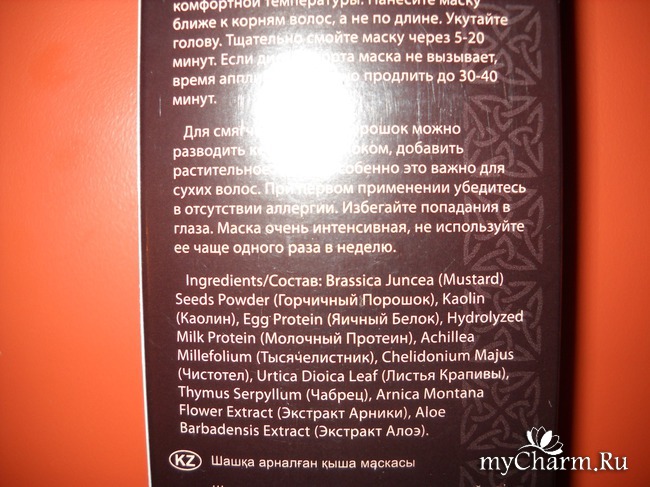 комфортной температуры. Нанесите маску
ближе к корням волос, а не по длине. Укутайте
голову. Тщательно смойте маску через 5-20
минут. Если маска не вызывает,
время продлить до 30-40
минут.
Для порошок можно
разводить добавить
растительное особенно это важно для
сухих волос. При первом применении убедитесь
в отсутствии аллергии. Избегайте попадания в
глаза. Маска очень интенсивная, не используйте
ее чаще одного раза в неделю.
Ingredients/Состав: Brassica Juncea (Mustard)
Seeds Powder (Горчичный Порошок), Kaolin
(Каолин), Egg Protein (Яичный Белок), Hydrolyzed
Milk Protein (Молочный Протеин), Achillea
Millefolium (Тысячелистник), Chelidonium Majus
(Чистотел), Urtica Dioica Leaf (Листья Крапивы),
Thymus Serpyllum (Чабрец), Arnica Montana
Flower Extract (Экстракт Арники), Aloe
Barbadensis Extract (Экстракт Алоэ).
KZ Шашқа арналған қыша маскасы
myCharm.Ru